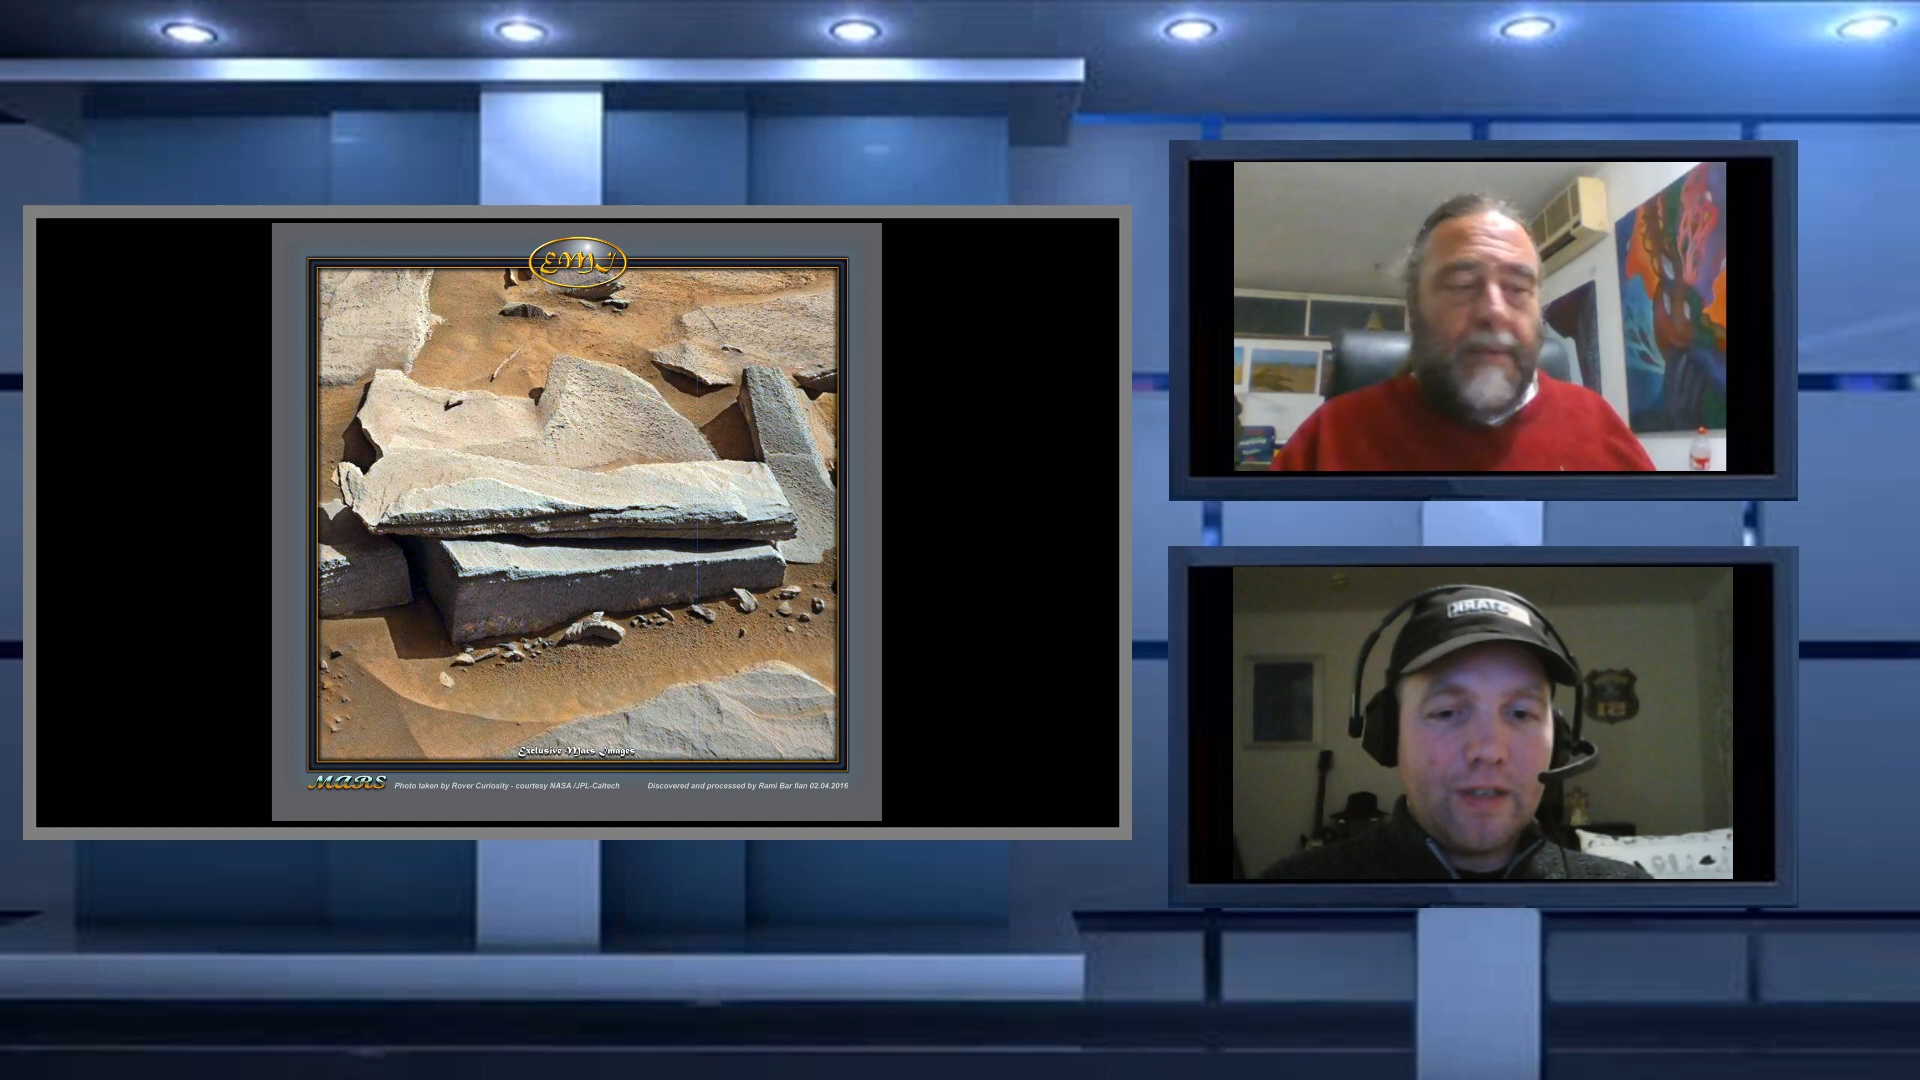 EMI
Exclusive Mars Images
MARS Photo taken by Rover Curiosity - courtesy NASA /JPL-Caltech Discovered and processed by Rami Bar Ilan 02.04.2016
12